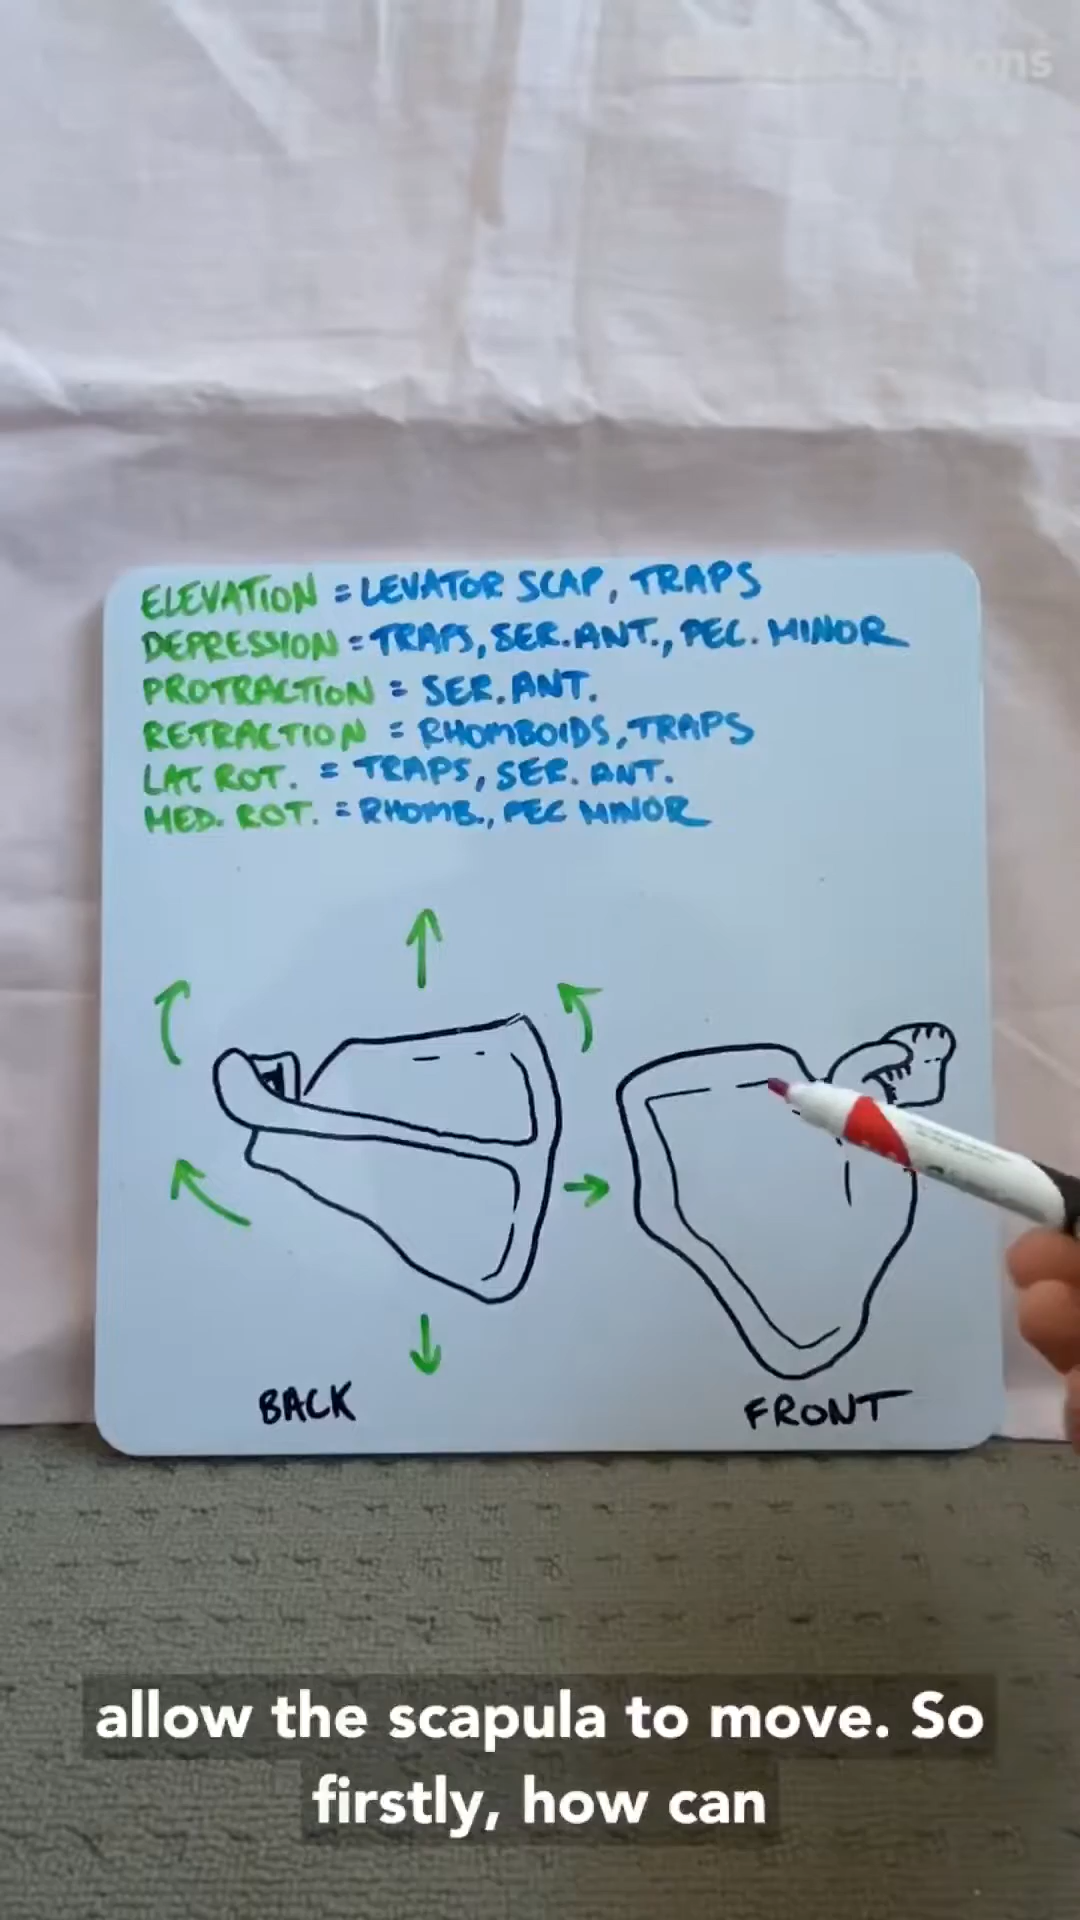 ELEVATION = LEVATOR SCAP, TRAPS
DEPRESSION = TRAPS, SER. ANT., PEC. MINOR
PROTRACTION = SER. ANT.
RETRACTION = RHOMBOIDS, TRAPS
LAT. ROT. = TRAPS, SER. ANT.
MED. ROT. = RHOMB., PEC MINOR
BACK
FRONT
allow the scapula to move. So
firstly, how can